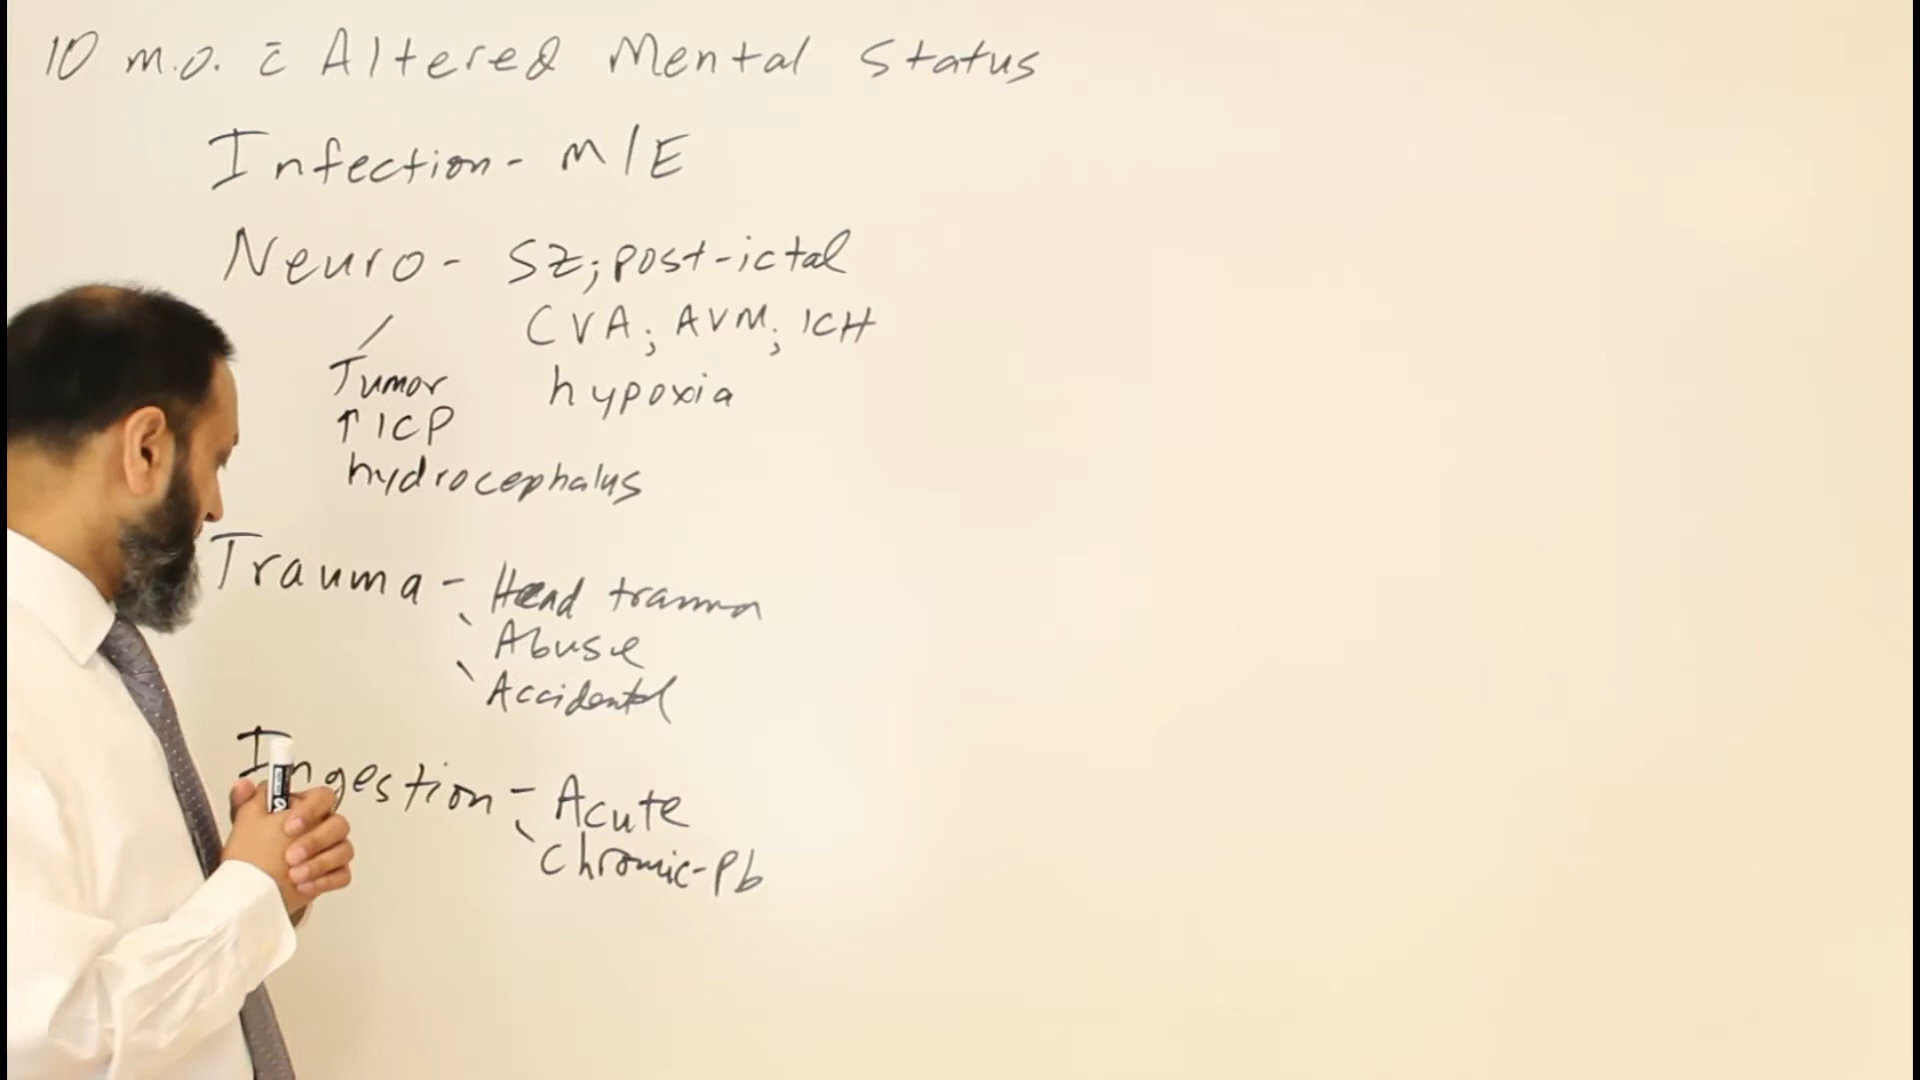 10 m.o. c̄ Altered Mental Status
Infection - M/E
Neuro - Sz; post-ictal
CVA; AVM; ICH
hypoxia
Tumor
↑ ICP
hydrocephalus
Trauma - Head trauma
Abuse
Accidental
Ingestion - Acute
Chronic-Pb